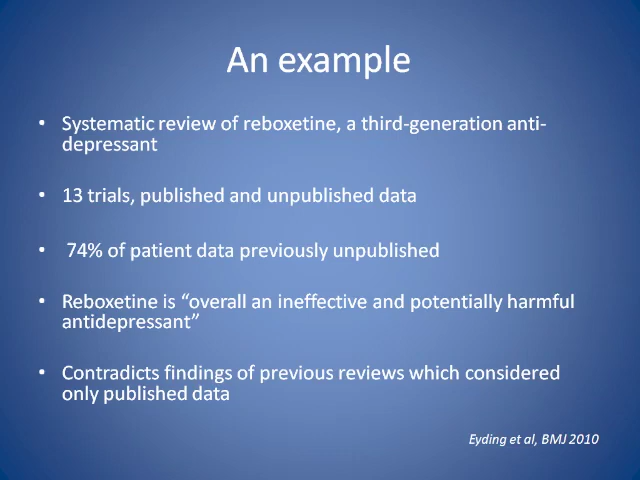 An example
• Systematic review of reboxetine, a third-generation anti-
depressant
• 13 trials, published and unpublished data
• 74% of patient data previously unpublished
• Reboxetine is “overall an ineffective and potentially harmful
antidepressant”
• Contradicts findings of previous reviews which considered
only published data
Eyding et al, BMJ 2010